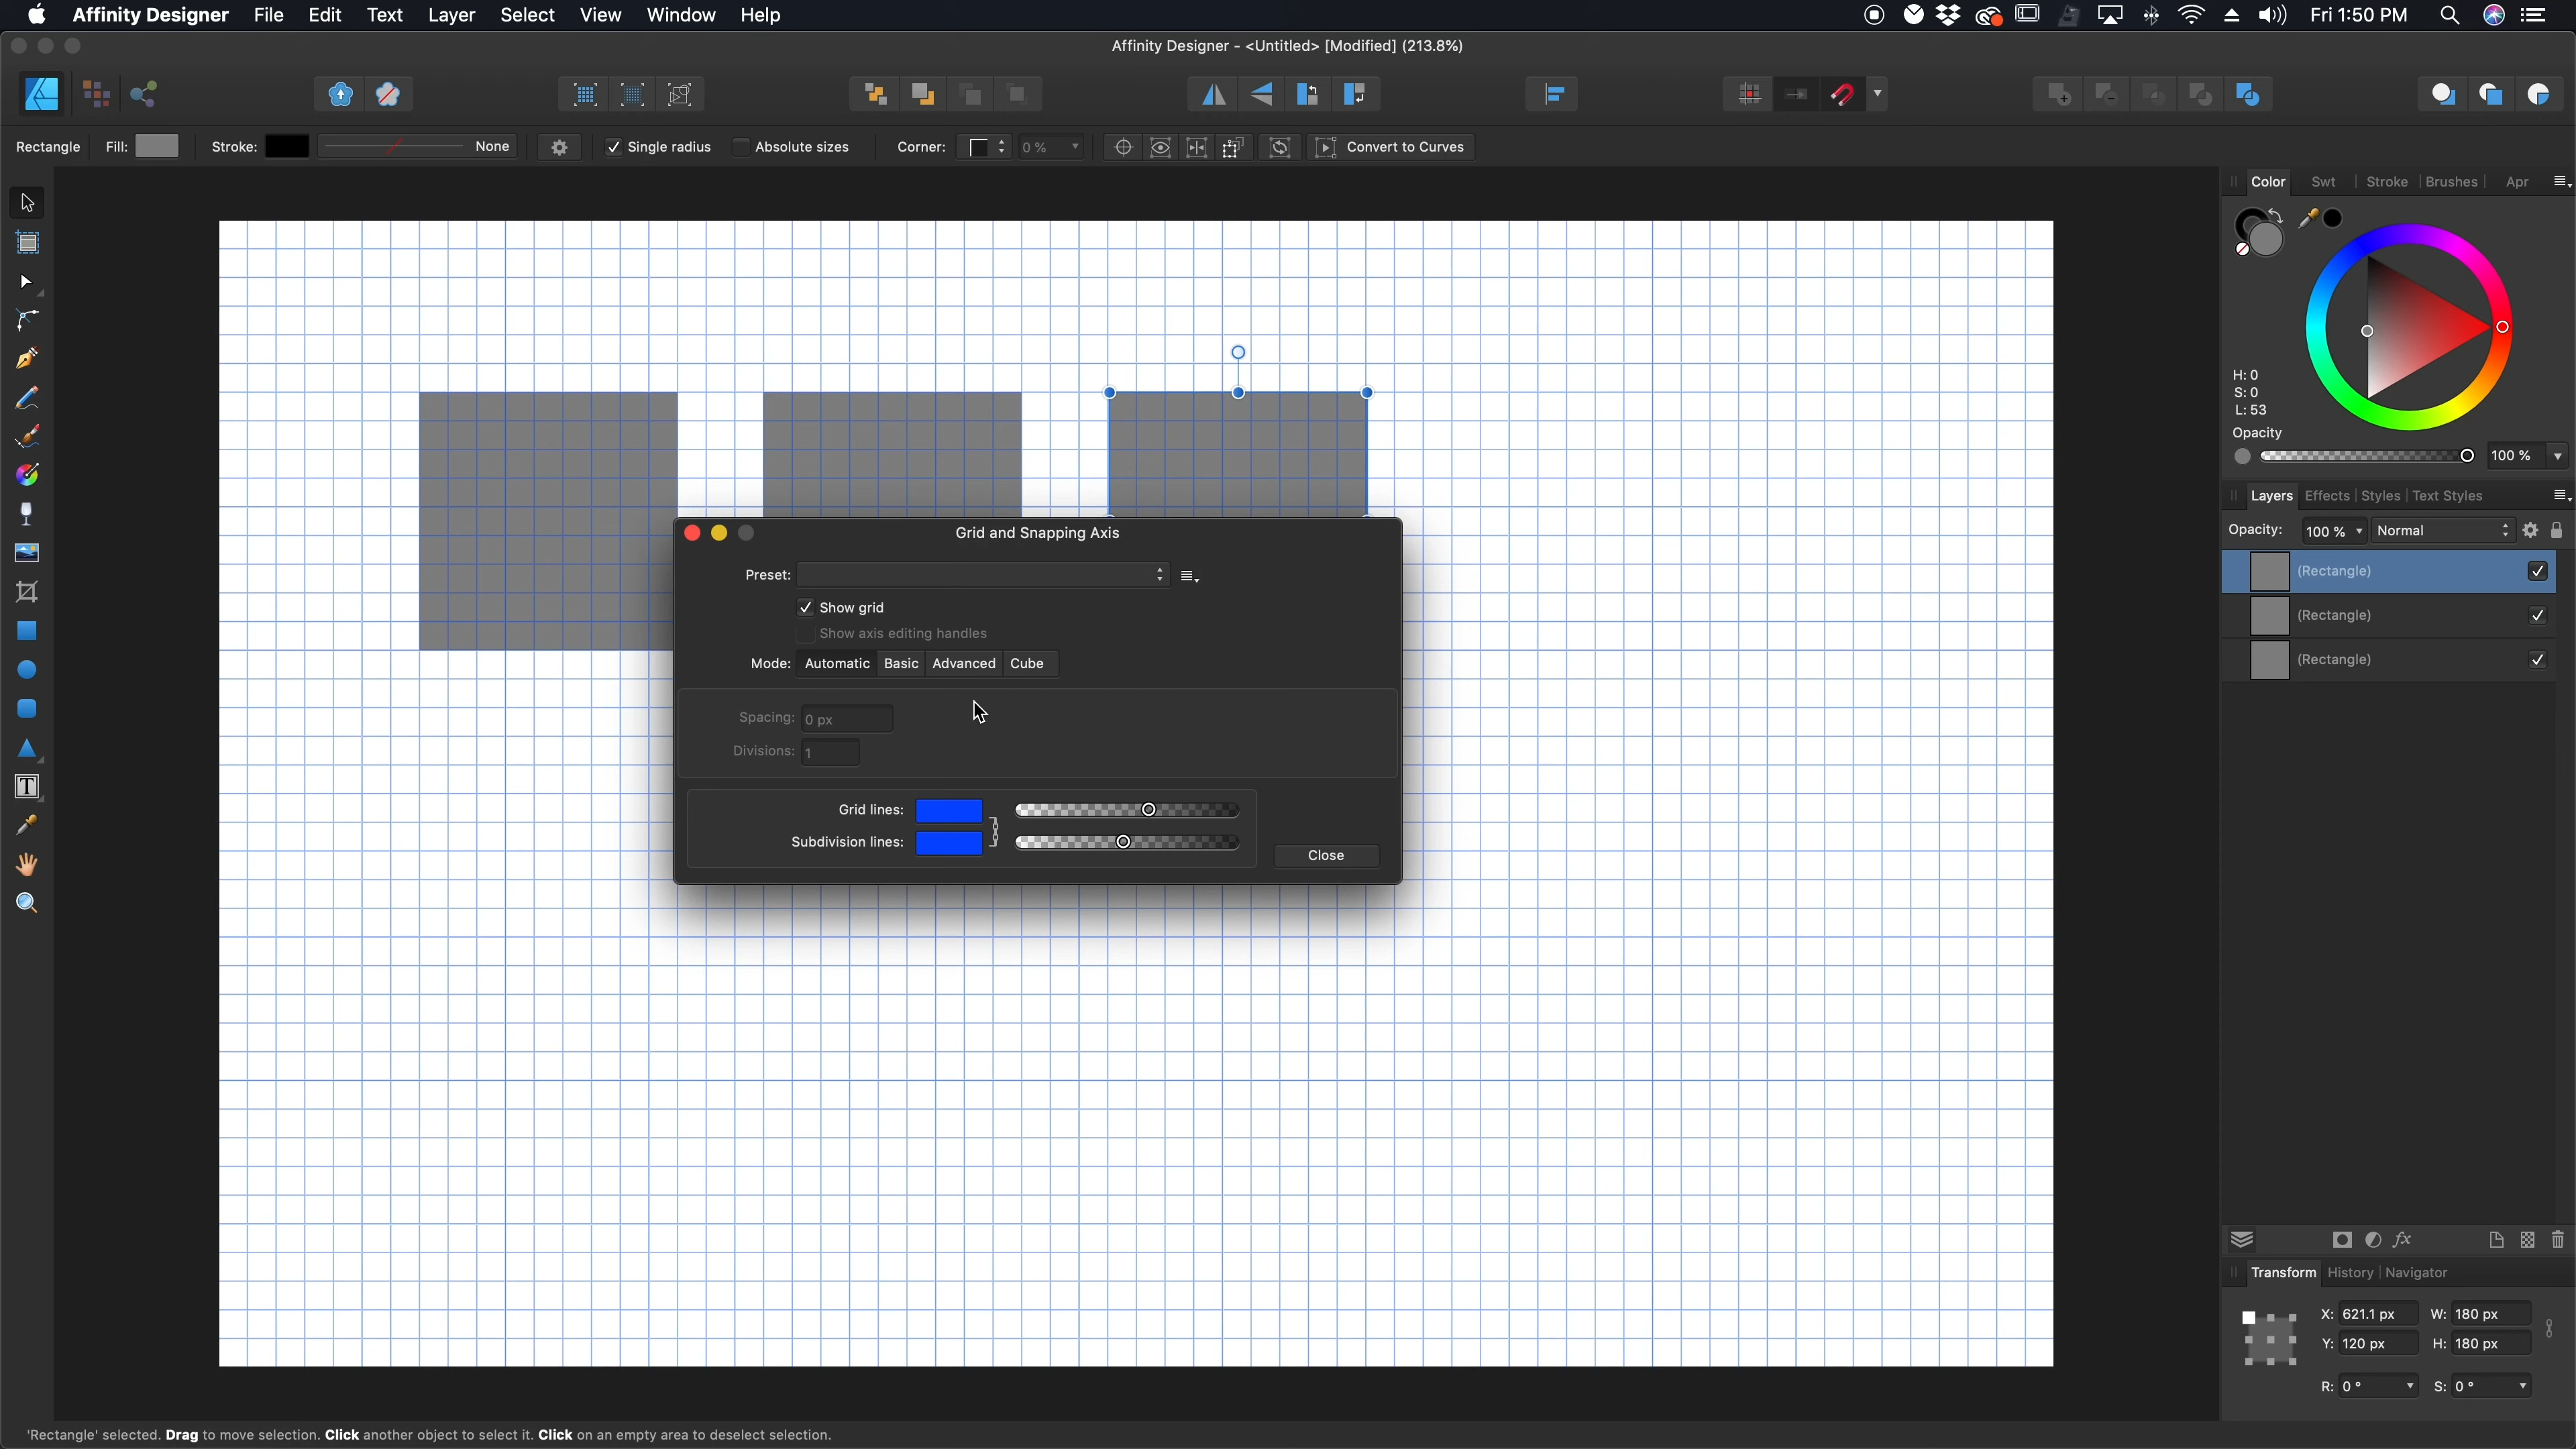 Affinity Designer File Edit Text Layer Select View Window Help Fri 1:50 PM
Affinity Designer - <Untitled> [Modified] (213.8%)
Rectangle Fill: Stroke: None Single radius Absolute sizes Corner: 0 % Convert to Curves
Color Swt Stroke Brushes Apr
H: 0
S: 0
L: 53
Opacity
100 %
Layers Effects Styles Text Styles
Opacity: 100 % Normal
(Rectangle)
(Rectangle)
(Rectangle)
Grid and Snapping Axis
Preset:
Show grid
Show axis editing handles
Mode: Automatic Basic Advanced Cube
Spacing: 0 px
Divisions: 1
Grid lines:
Subdivision lines:
Close
fx
Transform History Navigator
X: 621.1 px W: 180 px
Y: 120 px H: 180 px
R: 0 ° S: 0 °
'Rectangle' selected. Drag to move selection. Click another object to select it. Click on an empty area to deselect selection.